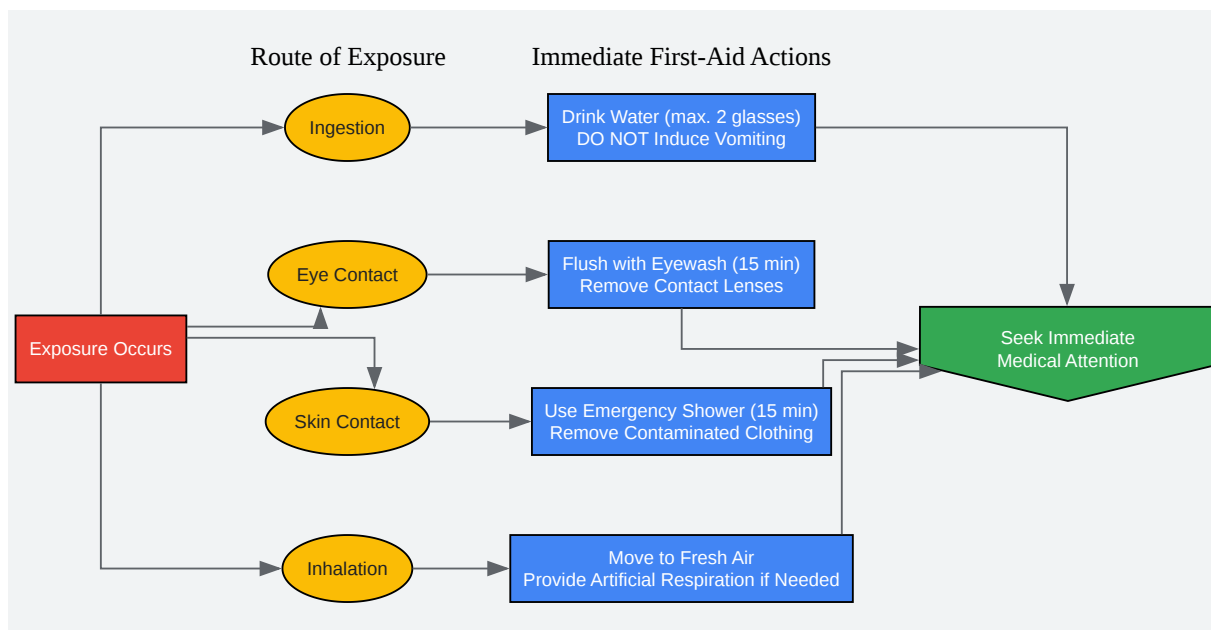 Route of Exposure
Immediate First-Aid Actions
Ingestion
Drink Water (max. 2 glasses)
DO NOT Induce Vomiting
Eye Contact
Flush with Eyewash (15 min)
Remove Contact Lenses
Exposure Occurs
Seek Immediate
Medical Attention
Skin Contact
Use Emergency Shower (15 min)
Remove Contaminated Clothing
Inhalation
Move to Fresh Air
Provide Artificial Respiration if Needed